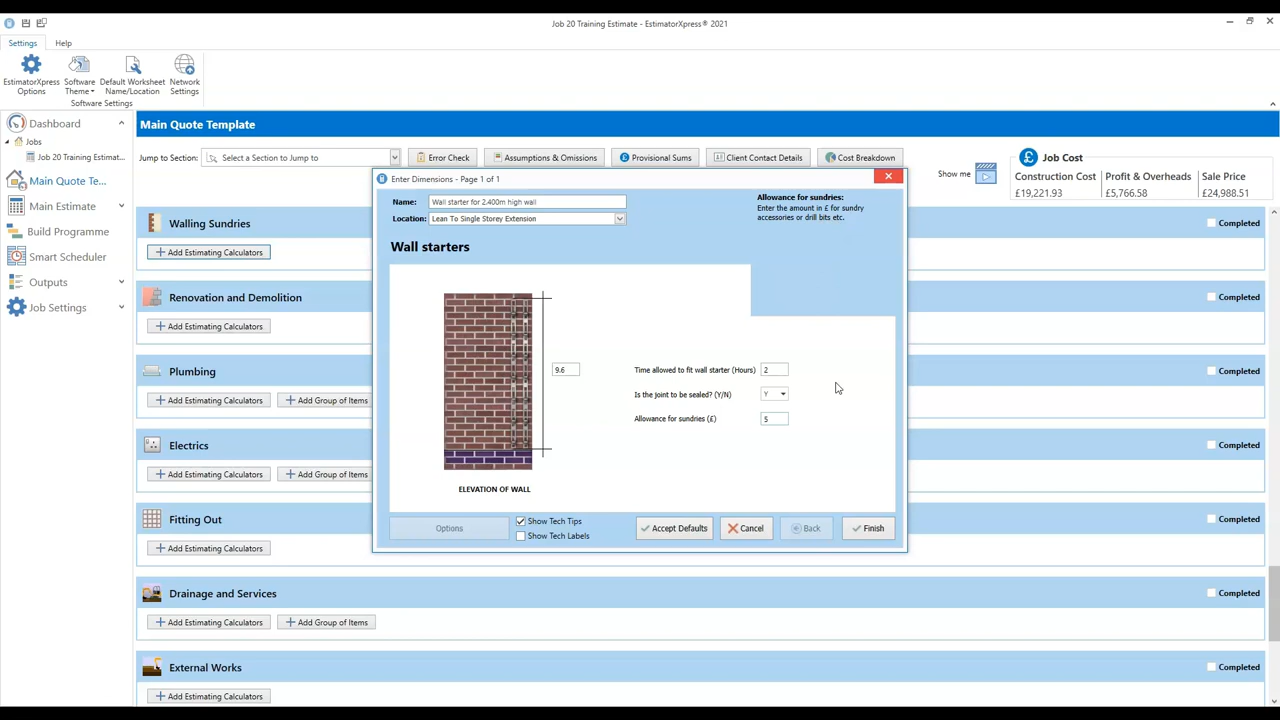 Job 20 Training Estimate - EstimatorXpress® 2021
Settings
Help
EstimatorXpress Options
Software Theme
Default Worksheet Name/Location
Network Settings
Software Settings
Dashboard
Jobs
Job 20 Training Estimat...
Main Quote Te...
Main Estimate
Build Programme
Smart Scheduler
Outputs
Job Settings
Main Quote Template
Jump to Section:
Select a Section to Jump to
Error Check
Assumptions & Omissions
Provisional Sums
Client Contact Details
Cost Breakdown
Show me
Job Cost
Construction Cost
Profit & Overheads
Sale Price
£19,221.93
£5,766.58
£24,988.51
Walling Sundries
Completed
Add Estimating Calculators
Renovation and Demolition
Completed
Add Estimating Calculators
Plumbing
Completed
Add Estimating Calculators
Add Group of Items
Electrics
Completed
Add Estimating Calculators
Add Group of Items
Fitting Out
Completed
Add Estimating Calculators
Drainage and Services
Completed
Add Estimating Calculators
Add Group of Items
External Works
Completed
Add Estimating Calculators
Enter Dimensions - Page 1 of 1
Name:
Wall starter for 2.400m high wall
Location:
Lean To Single Storey Extension
Allowance for sundries:
Enter the amount in £ for sundry
accessories or drill bits etc.
Wall starters
9.6
Time allowed to fit wall starter (Hours)
2
Is the joint to be sealed? (Y/N)
Y
Allowance for sundries (£)
5
ELEVATION OF WALL
Options
Show Tech Tips
Show Tech Labels
Accept Defaults
Cancel
Back
Finish